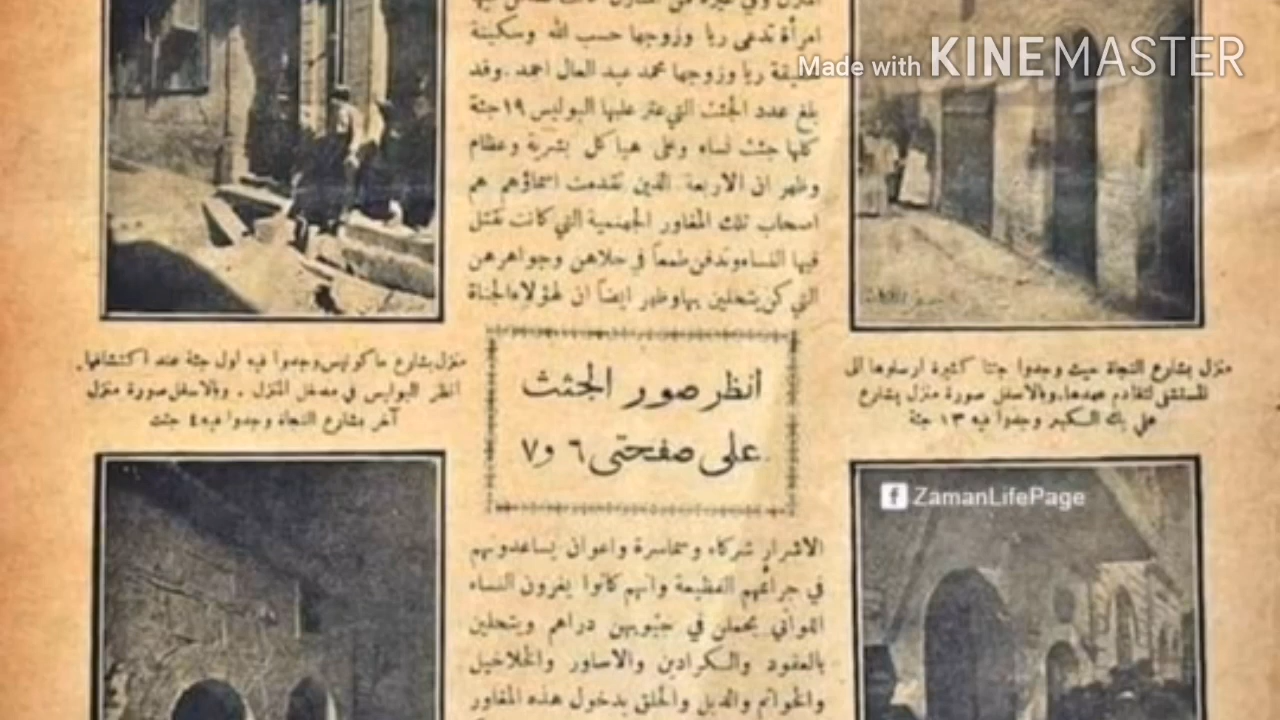 Made with KINEMASTER
امرأة تدعى ريا وزوجها حسب الله وسكينة
شقيقة ريا وزوجها محمد عبد العال احمد . وقد
بلغ عدد الجثث التي عثر عليها البوليس ١٩ جثة
كلها جثث نساء وعلى هياكل بشرية وعظام
وظهر ان الاربعة الذين تقدمت اسماؤهم هم
اصحاب تلك المغاور الجهنمية التي كانت تقتل
فيها النساء وتدفن طمعاً في حلاهن وجواهرهن
التي كن يتحلين بها وظهر ايضاً ان لهؤلاء الجناة
منزل بشارع النجاة حيث وجدوا جثثا كثيرة ارسلوها الى
المستشفى لتقادم عهدها . وبالاسفل صورة منزل بشارع
علي بك الكبير وجدوا فيه ١٣ جثة
منزل بشارع ماكوريس وجدوا فيه اول جثة عند اكتشافها .
انظر البوليس في مدخل المنزل . وبالاسفل صورة منزل
آخر بشارع النجاة وجدوا فيه ٤ جثث
انظر صور الجثث
على صفحتى ٦ و ٧
ZamanLifePage
الاشرار شركاء وسماسرة واعوان يساعدونهم
في جرائمهم الفظيعة وانهم كانوا يغرون النساء
اللواتي يحملن في جيوبهن دراهم ويتحلين
بالعقود والكرادين والاساور والخلاخيل
والخواتم والدبل والحلق بدخول هذه المغاور